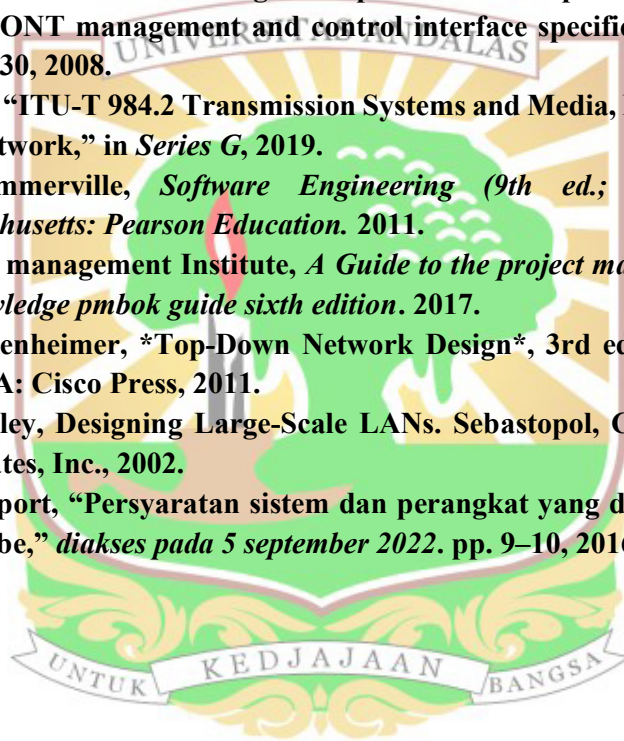 ONT management and control interface specific
UNIVERSITAS ANDALAS
30, 2008.
“ITU-T 984.2 Transmission Systems and Media,
twork,” in Series G, 2019.
mmerville, Software Engineering (9th ed.;
husetts: Pearson Education. 2011.
management Institute, A Guide to the project ma
wledge pmbok guide sixth edition. 2017.
enheimer, *Top-Down Network Design*, 3rd ed
A: Cisco Press, 2011.
ley, Designing Large-Scale LANs. Sebastopol, C
ates, Inc., 2002.
port, “Persyaratan sistem dan perangkat yang d
be,” diakses pada 5 september 2022. pp. 9–10, 2016
UNTUK KEDJAJAAN BANGSA